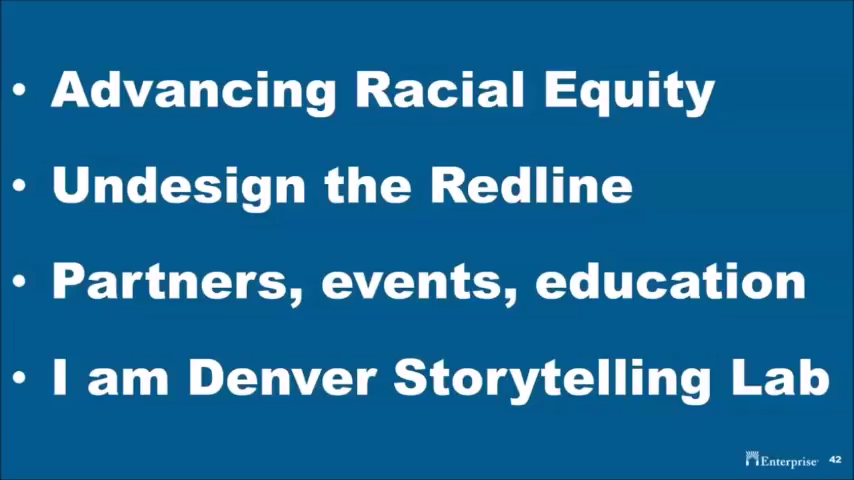 • Advancing Racial Equity
• Undesign the Redline
• Partners, events, education
• I am Denver Storytelling Lab
Enterprise 42